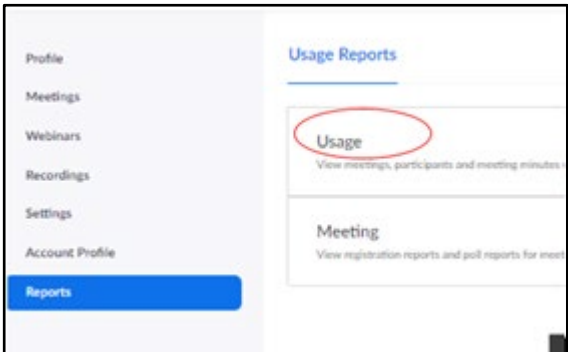 Profile
Meetings
Webinars
Recordings
Settings
Account Profile
Reports
Usage Reports
Usage
View meetings, participants and meeting minutes
Meeting
View registration reports and poll reports for meet